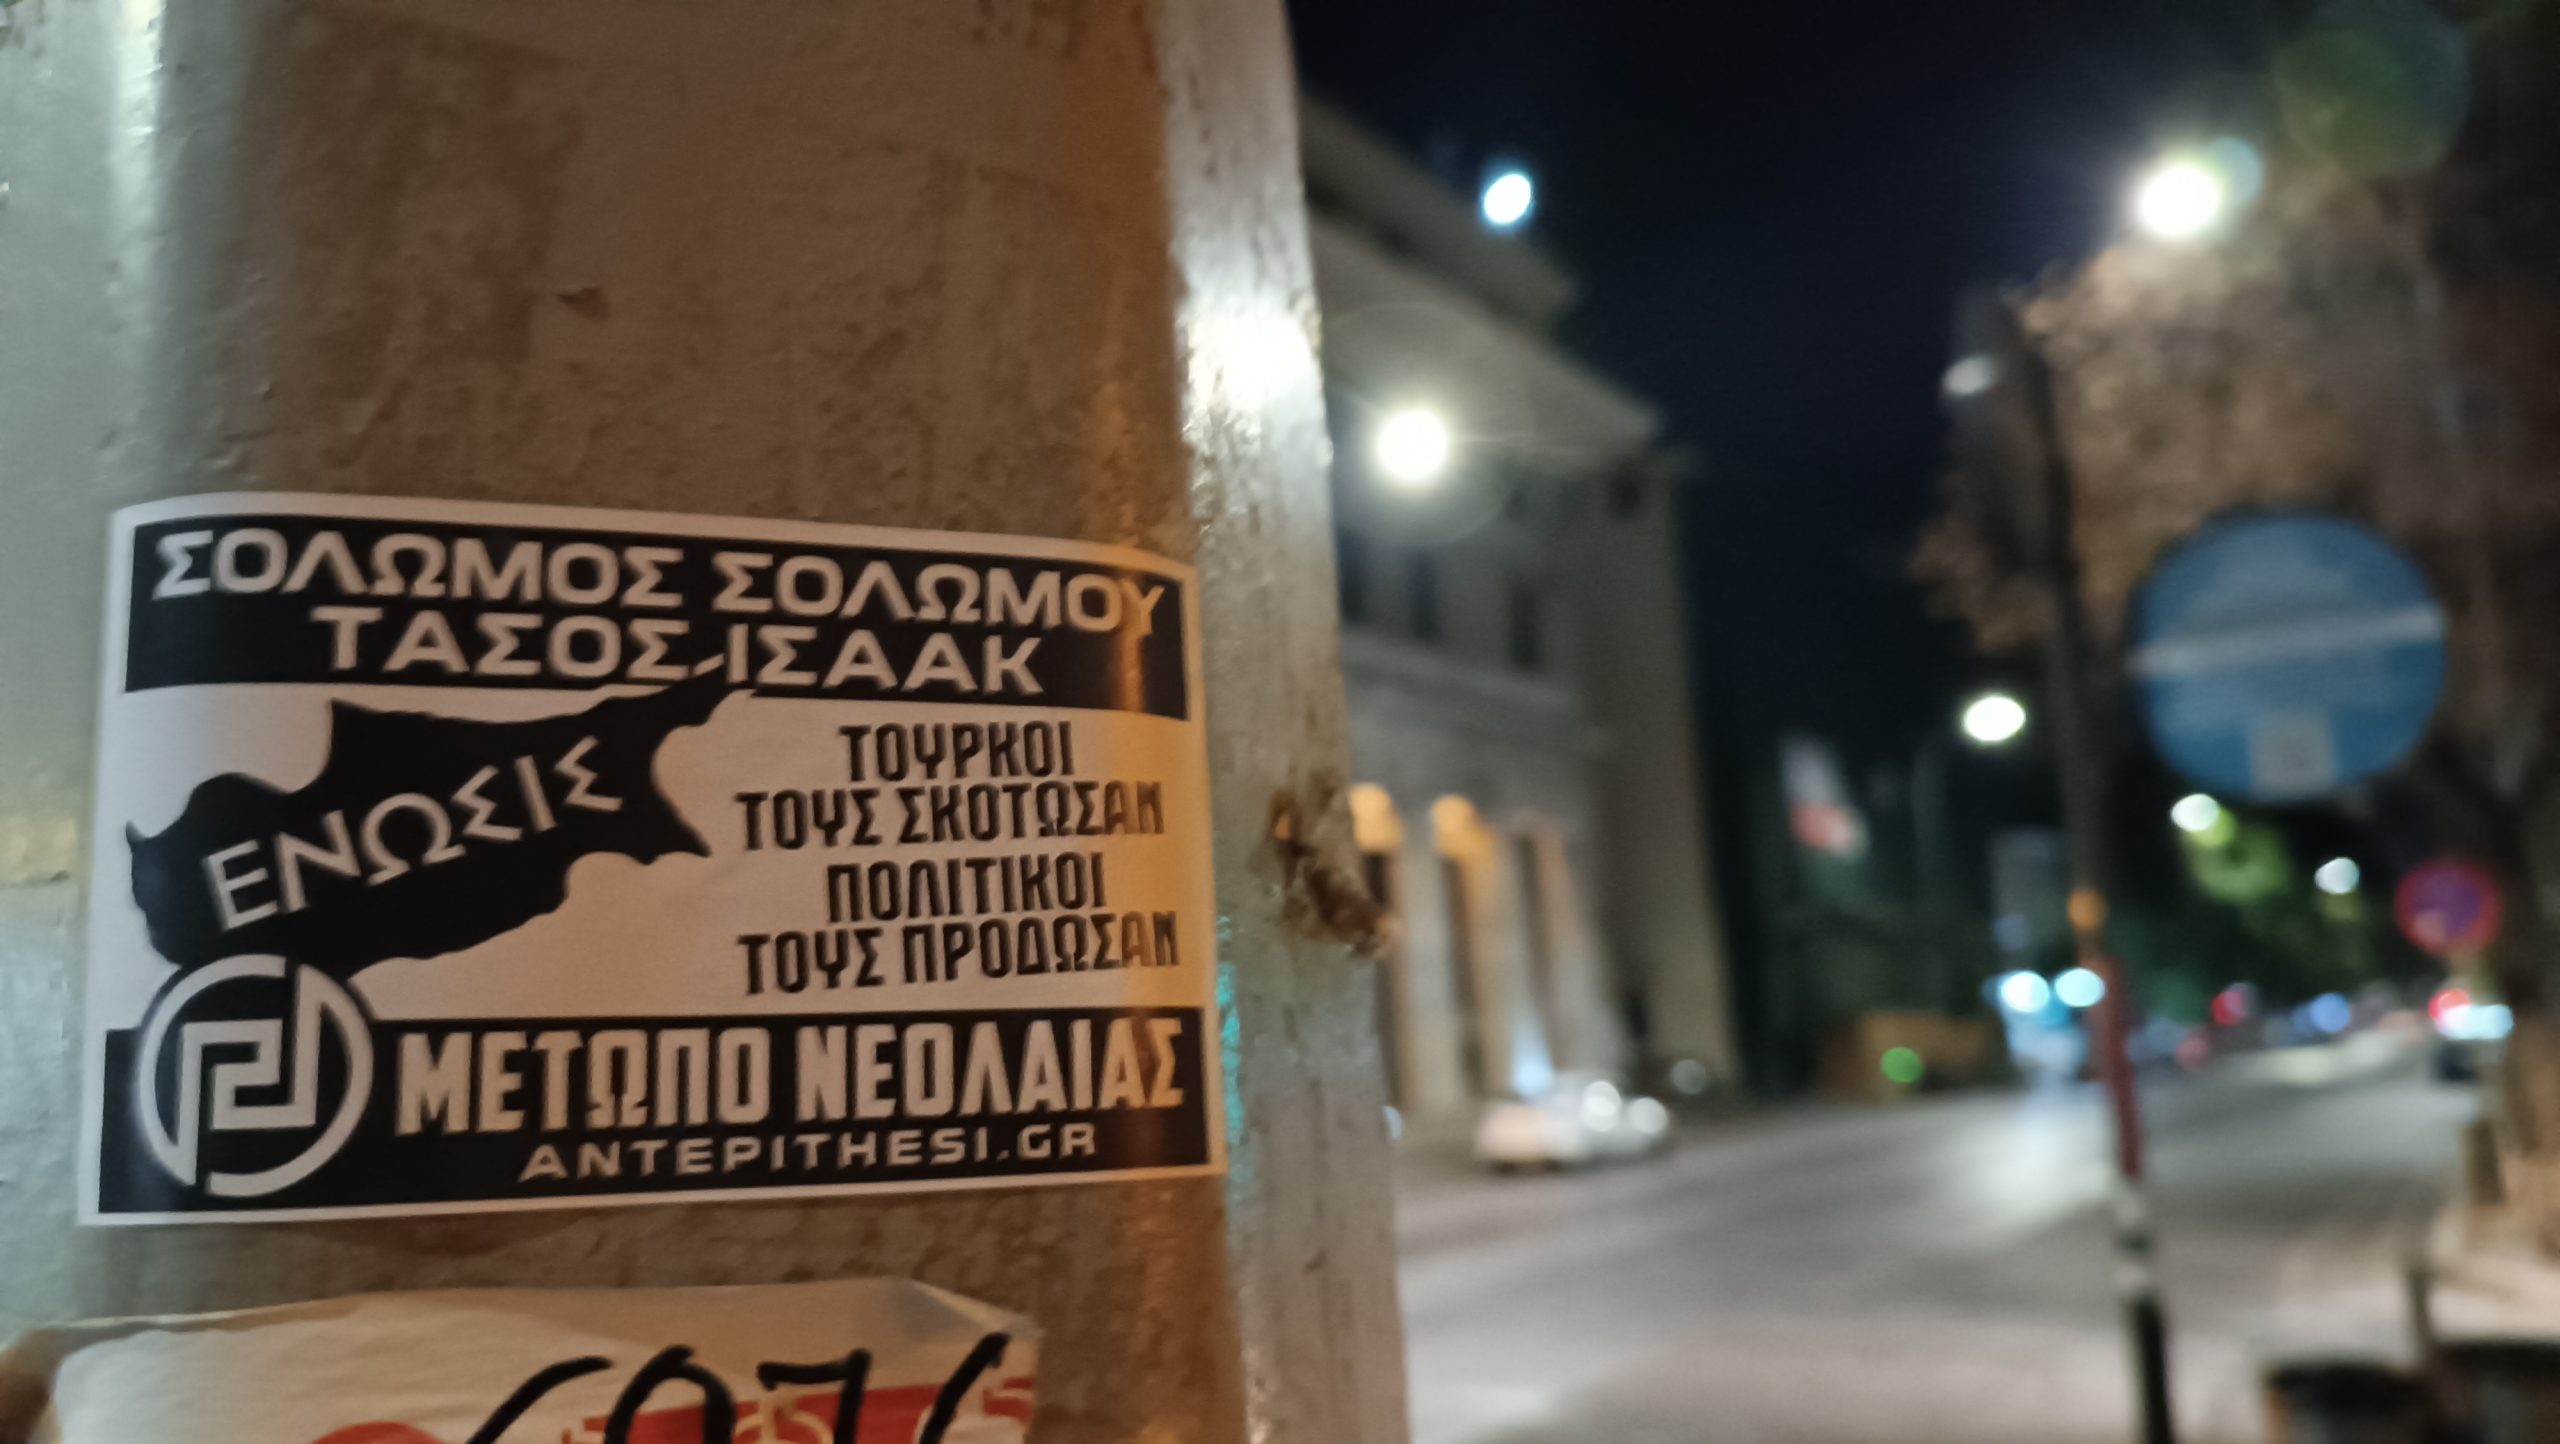 ΣΟΛΩΜΟΣ ΣΟΛΩΜΟΥ
ΤΑΣΟΣ ΙΣΑΑΚ
ΕΝΩΣΙΣ
ΤΟΥΡΚΟΙ
ΤΟΥΣ ΣΚΟΤΩΣΑΝ
ΠΟΛΙΤΙΚΟΙ
ΤΟΥΣ ΠΡΟΔΩΣΑΝ
ΜΕΤΩΠΟ ΝΕΟΛΑΙΑΣ
ANTEPITHESI.GR